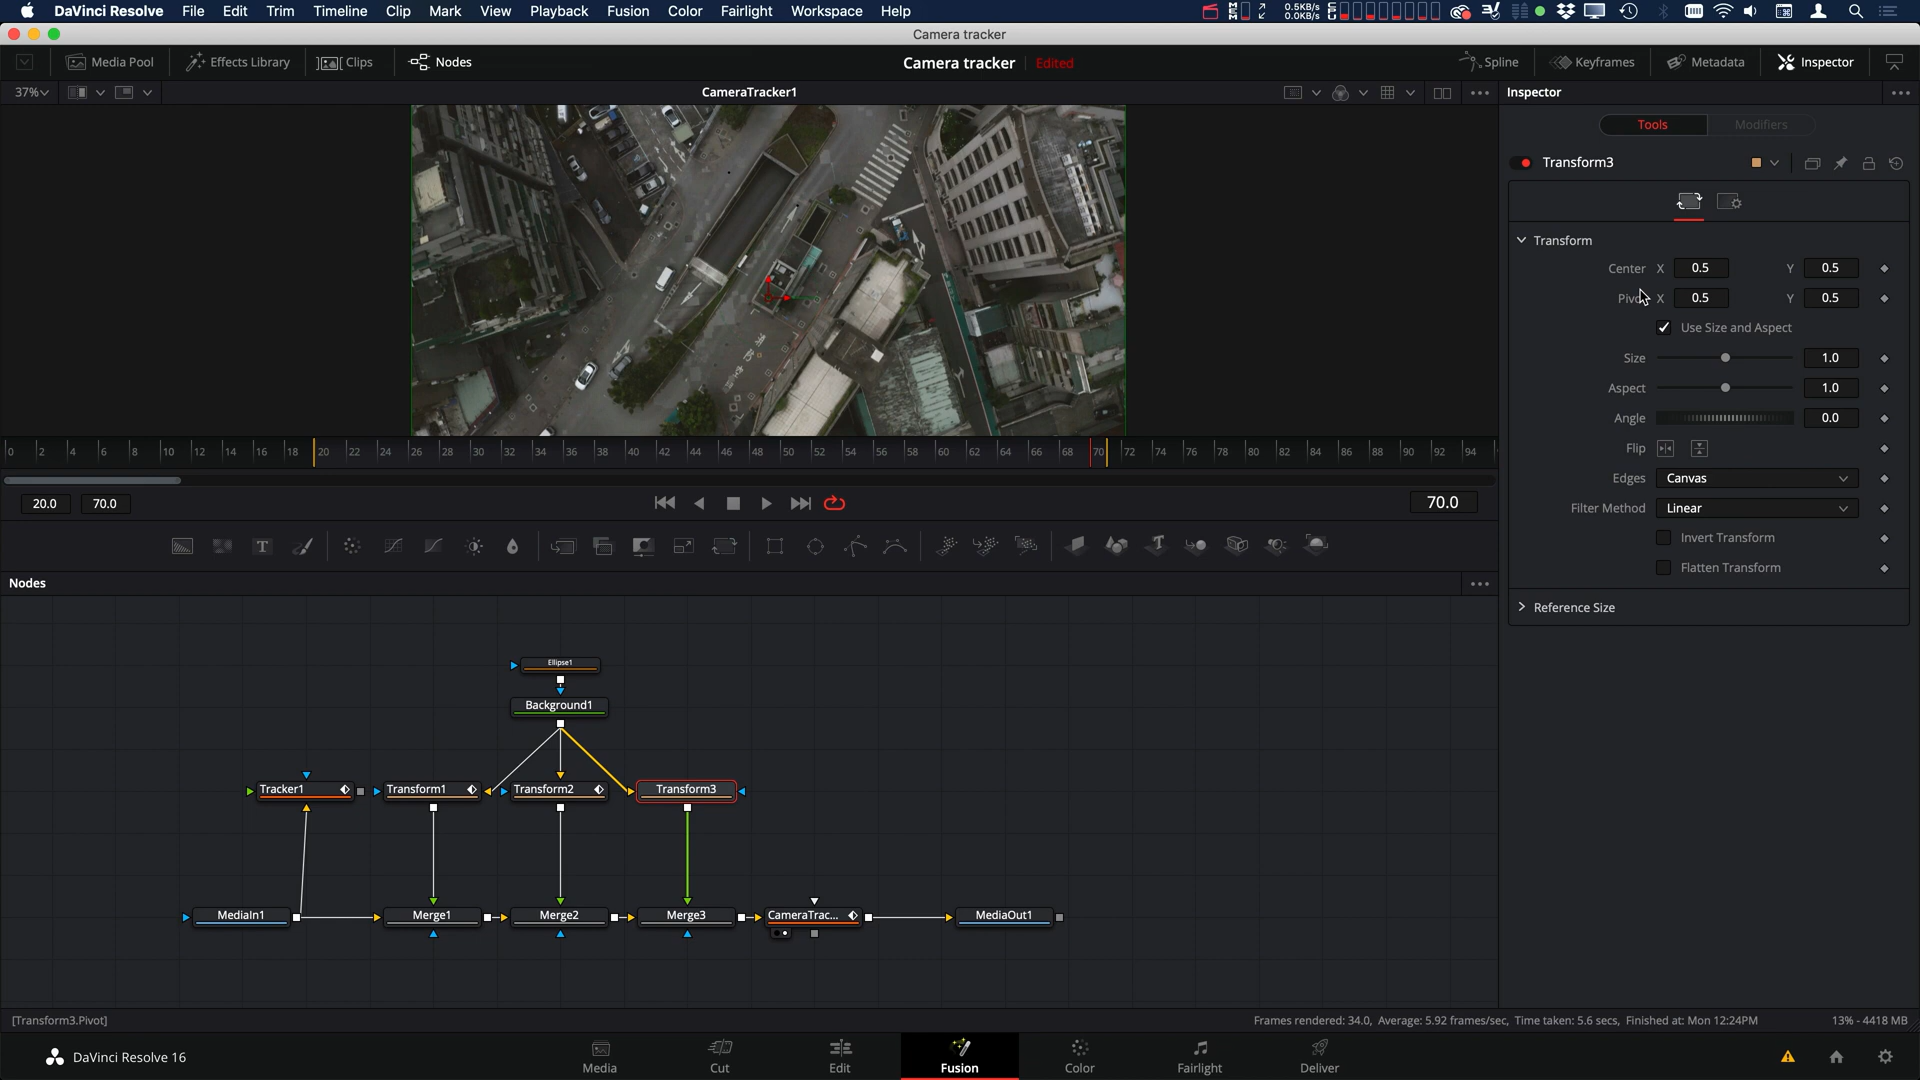 DaVinci Resolve File Edit Trim Timeline Clip Mark View Playback Fusion Color Fairlight Workspace Help
0.5KB/s
0.0KB/s
Camera tracker
Media Pool Effects Library Clips Nodes Camera tracker Edited Spline Keyframes Metadata Inspector
37% CameraTracker1 Inspector
Tools Modifiers
Transform3
Transform
Center X 0.5 Y 0.5
Pivot X 0.5 Y 0.5
Use Size and Aspect
Size 1.0
Aspect 1.0
Angle 0.0
Flip
Edges Canvas
Filter Method Linear
Invert Transform
Flatten Transform
Reference Size
0 2 4 6 8 10 12 14 16 18 20 22 24 26 28 30 32 34 36 38 40 42 44 46 48 50 52 54 56 58 60 62 64 66 68 70 72 74 76 78 80 82 84 86 88 90 92 94
20.0 70.0 70.0
Nodes
Ellipse1
Background1
Tracker1 Transform1 Transform2 Transform3
MediaIn1 Merge1 Merge2 Merge3 CameraTrac... MediaOut1
[Transform3.Pivot] Frames rendered: 34.0, Average: 5.92 frames/sec, Time taken: 5.6 secs, Finished at: Mon 12:24PM 13% - 4418 MB
DaVinci Resolve 16 Media Cut Edit Fusion Color Fairlight Deliver